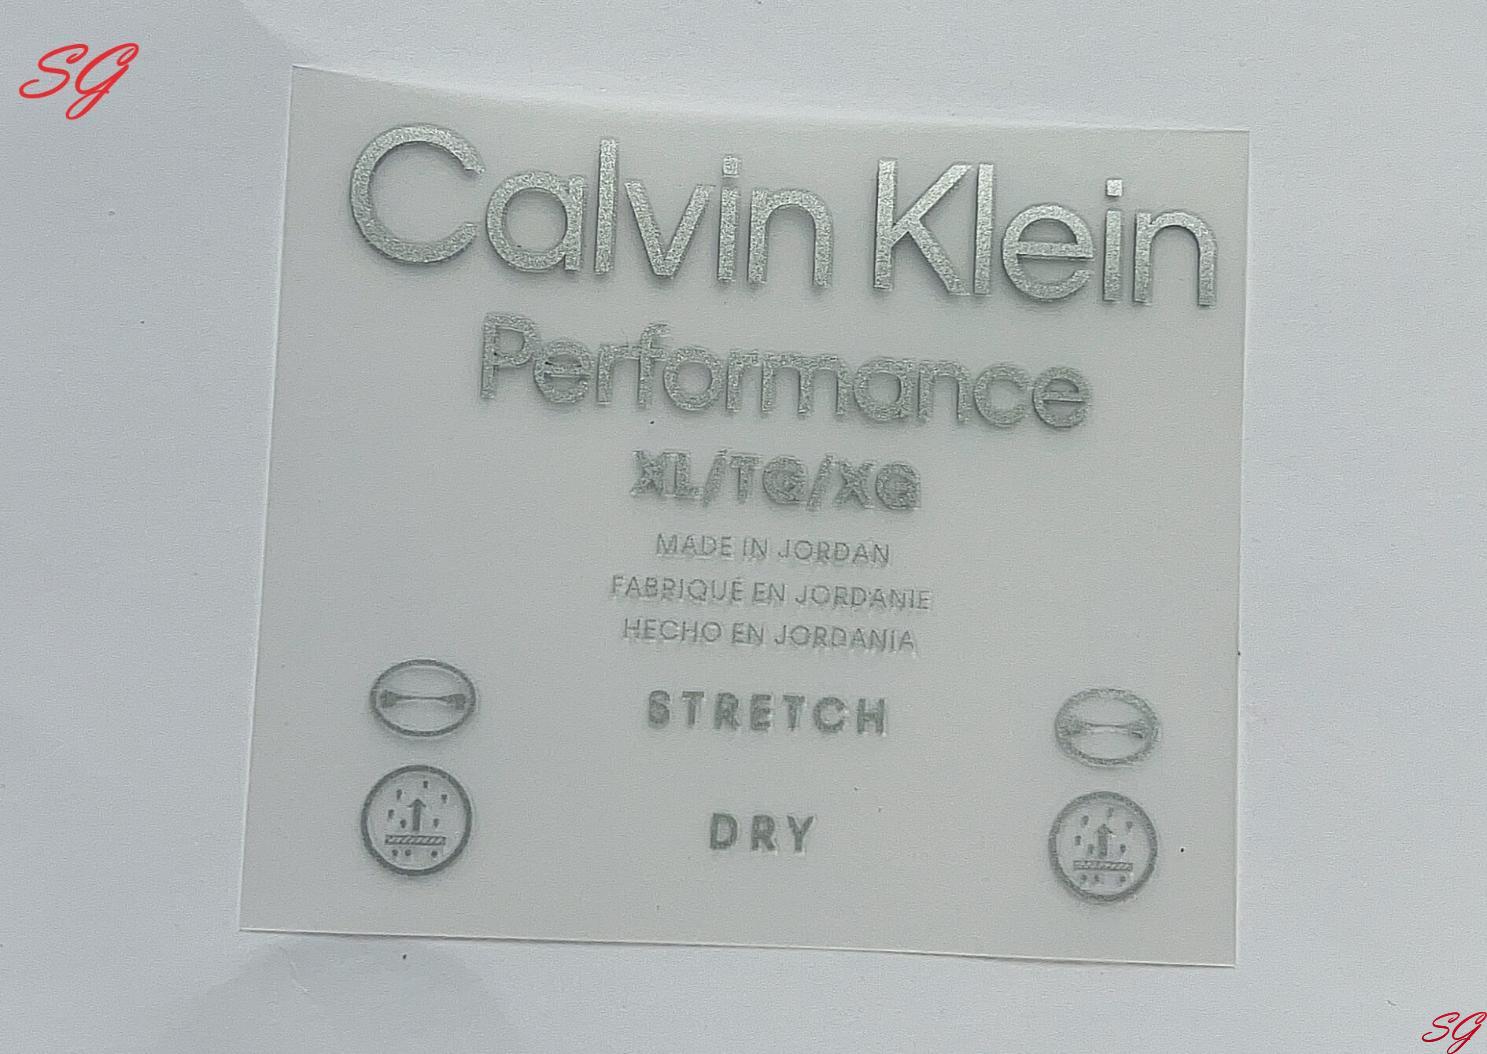 SG
Calvin Klein
Performance
XL/TG/XG
MADE IN JORDAN
FABRIQUÉ EN JORDANIE
HECHO EN JORDANIA
STRETCH
DRY
SG